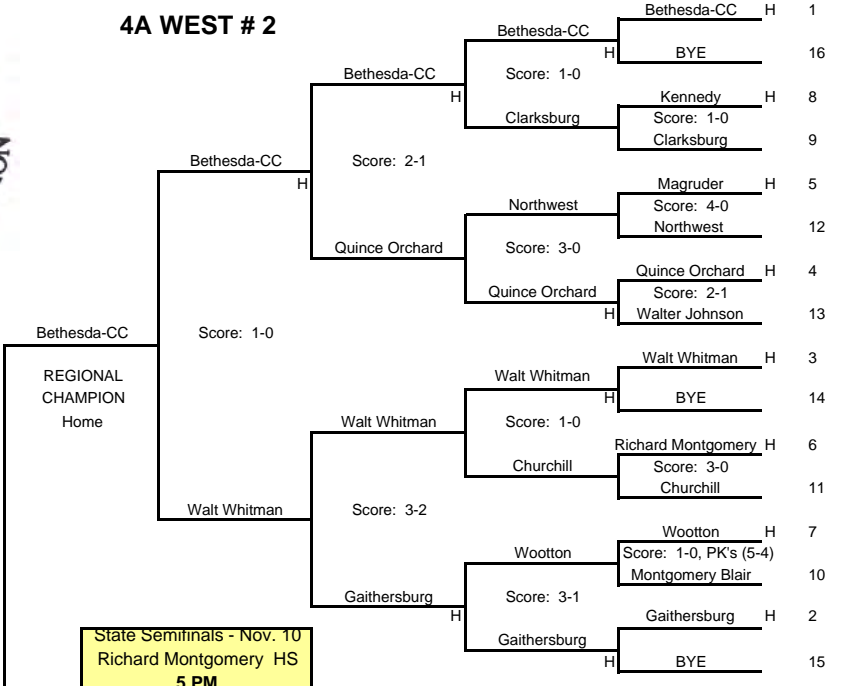 4A WEST # 2
Bethesda-CC H 1
Bethesda-CC
H BYE 16
Bethesda-CC Score: 1-0
H Kennedy H 8
Clarksburg Score: 1-0
Clarksburg 9
Bethesda-CC Score: 2-1
H Magruder H 5
Northwest Score: 4-0
Northwest 12
Quince Orchard Score: 3-0
Quince Orchard H 4
Quince Orchard Score: 2-1
H Walter Johnson 13
Bethesda-CC Score: 1-0
Walt Whitman H 3
REGIONAL
CHAMPION
Home
Walt Whitman
H BYE 14
Walt Whitman Score: 1-0
Richard Montgomery H 6
Churchill Score: 3-0
Churchill 11
Walt Whitman Score: 3-2
Wootton H 7
Wootton Score: 1-0, PK's (5-4)
Montgomery Blair 10
Gaithersburg Score: 3-1
H Gaithersburg H 2
Gaithersburg
H BYE 15
State Semifinals - Nov. 10
Richard Montgomery HS
5 PM